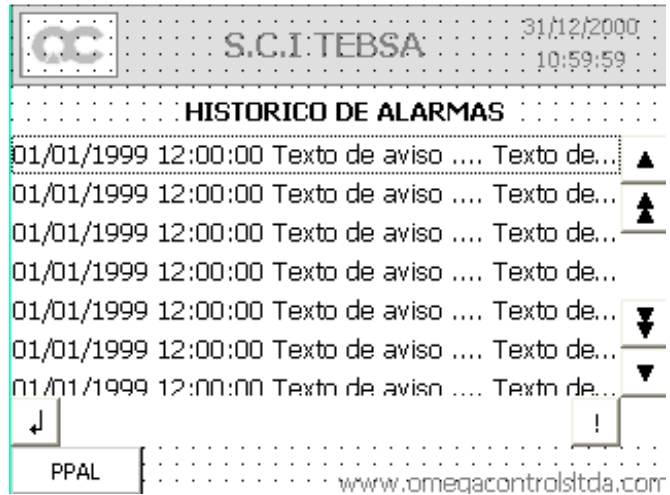 S.C.I TEBSA
31/12/2000
10:59:59
HISTORICO DE ALARMAS
01/01/1999 12:00:00 Texto de aviso .... Texto de...
01/01/1999 12:00:00 Texto de aviso .... Texto de...
01/01/1999 12:00:00 Texto de aviso .... Texto de...
01/01/1999 12:00:00 Texto de aviso .... Texto de...
01/01/1999 12:00:00 Texto de aviso .... Texto de...
01/01/1999 12:00:00 Texto de aviso .... Texto de...
01/01/1999 12:00:00 Texto de aviso .... Texto de...
!
PPAL
www.omegacontrolsltda.com